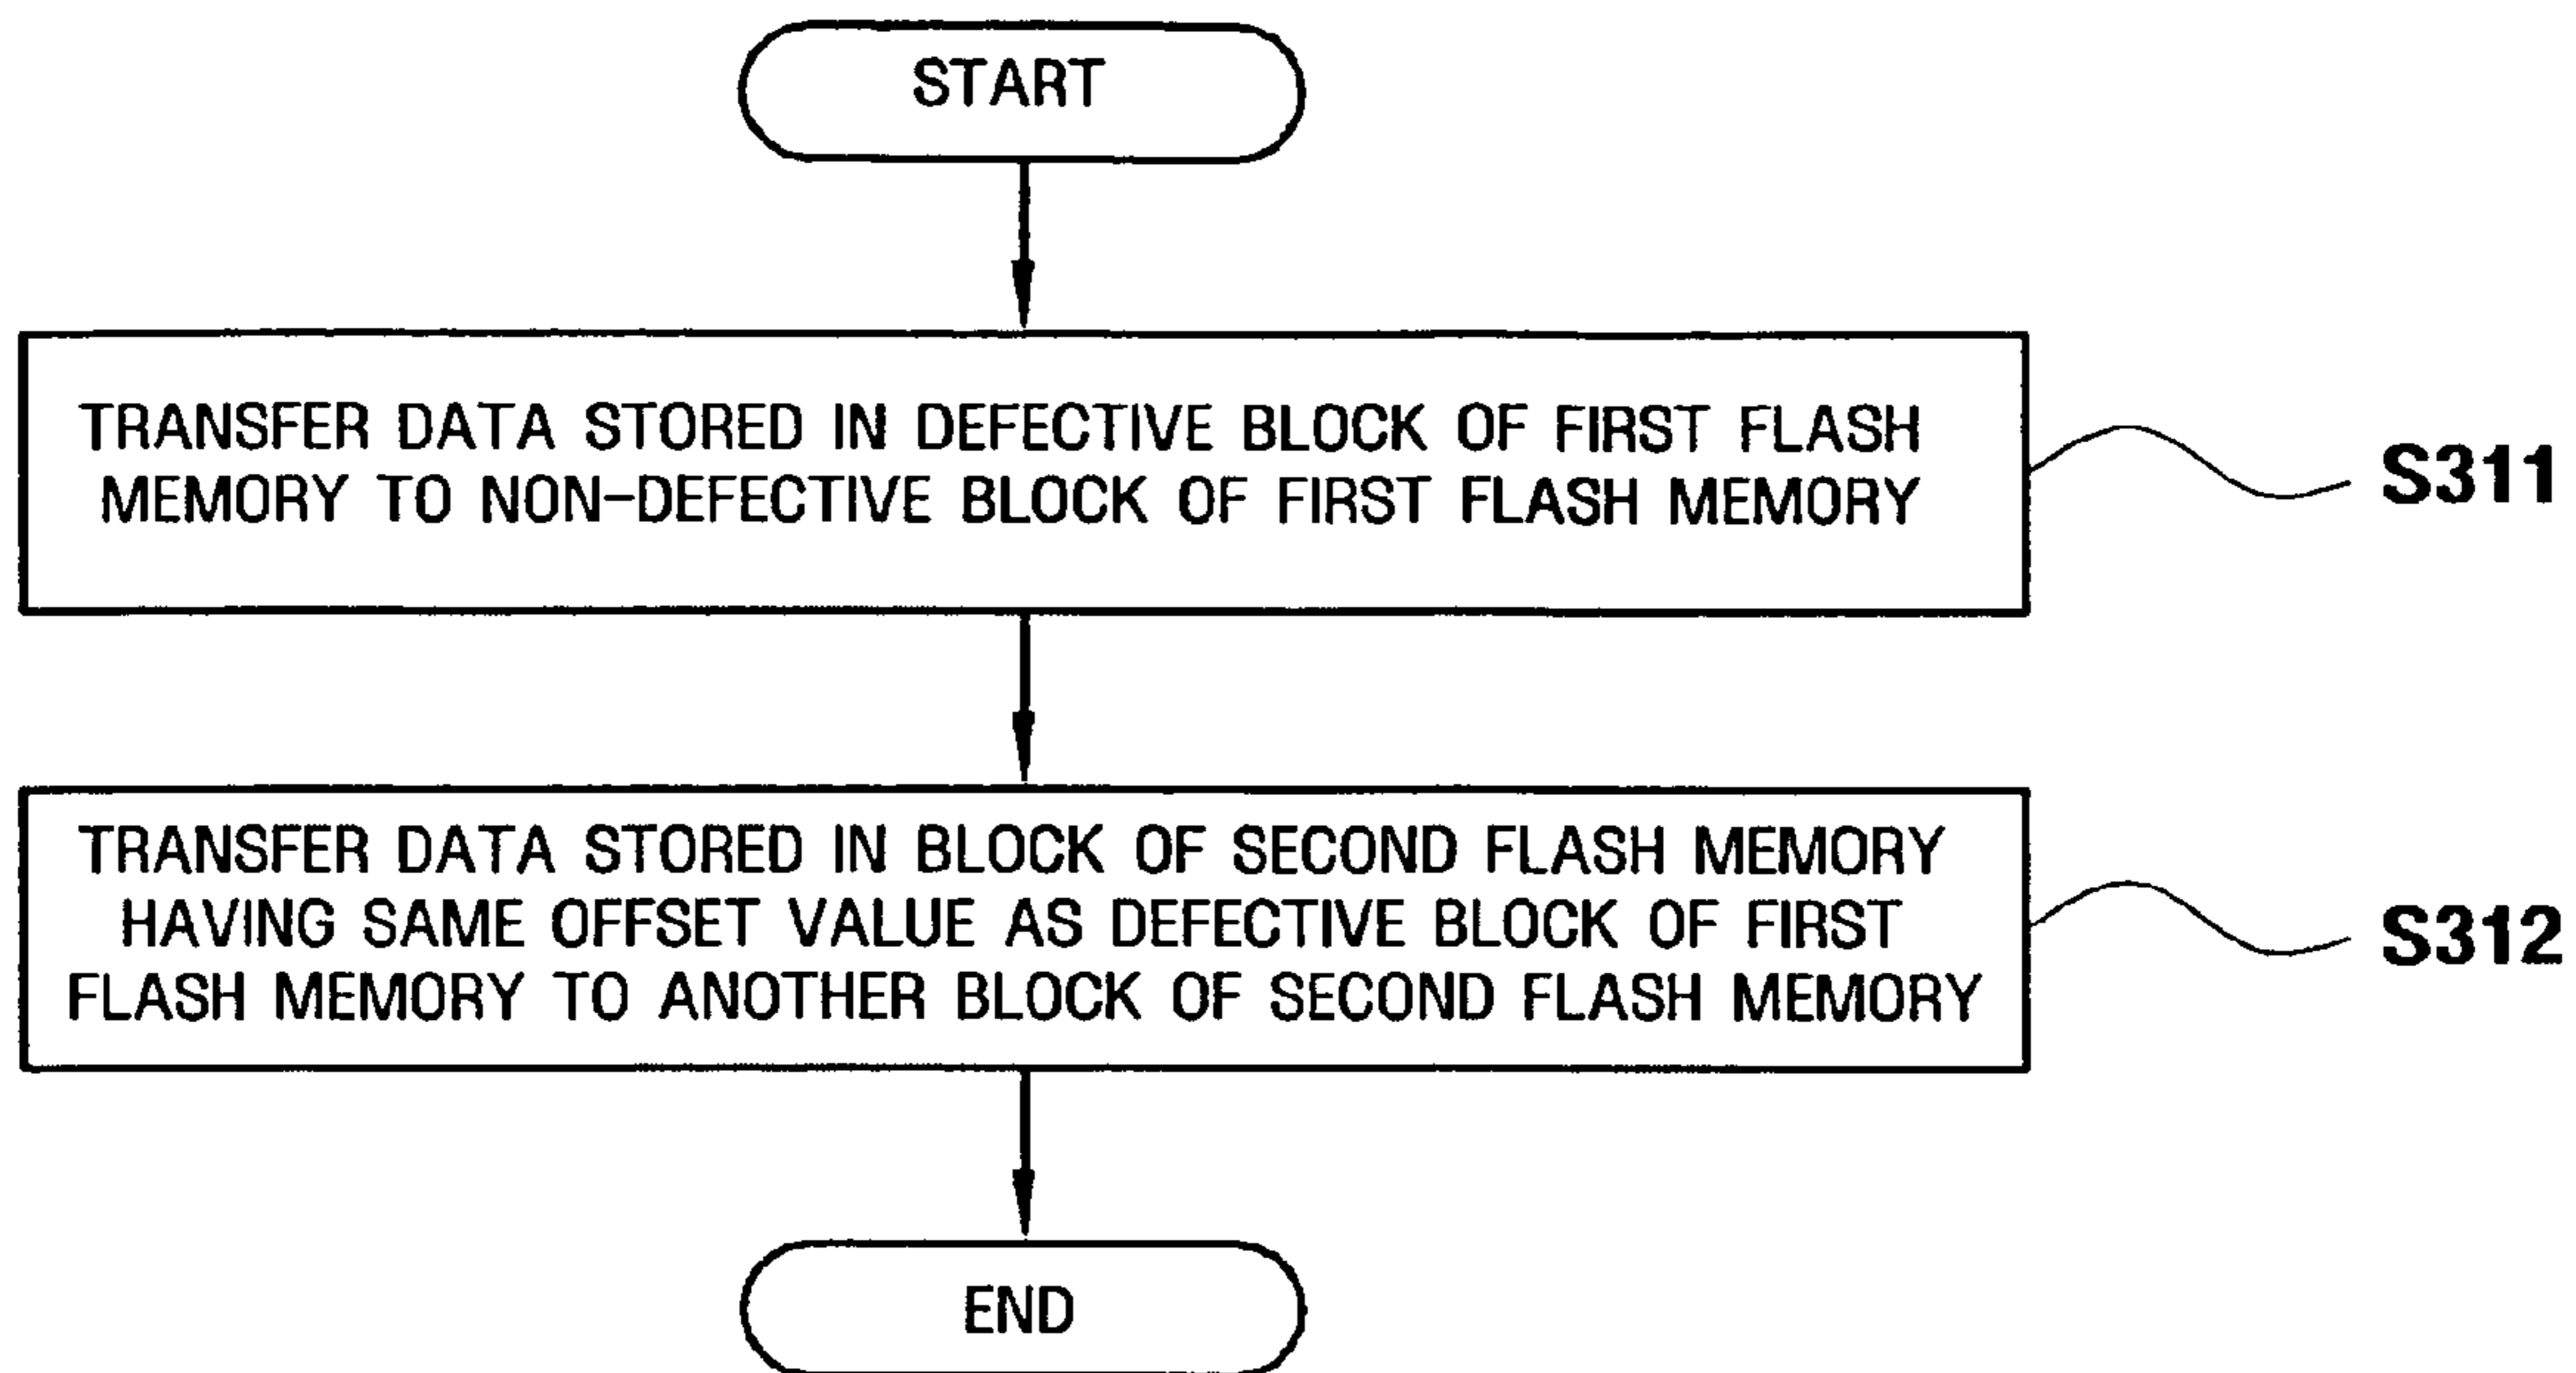 START
TRANSFER DATA STORED IN DEFECTIVE BLOCK OF FIRST FLASH
MEMORY TO NON-DEFECTIVE BLOCK OF FIRST FLASH MEMORY
S311
TRANSFER DATA STORED IN BLOCK OF SECOND FLASH MEMORY
HAVING SAME OFFSET VALUE AS DEFECTIVE BLOCK OF FIRST
FLASH MEMORY TO ANOTHER BLOCK OF SECOND FLASH MEMORY
S312
END